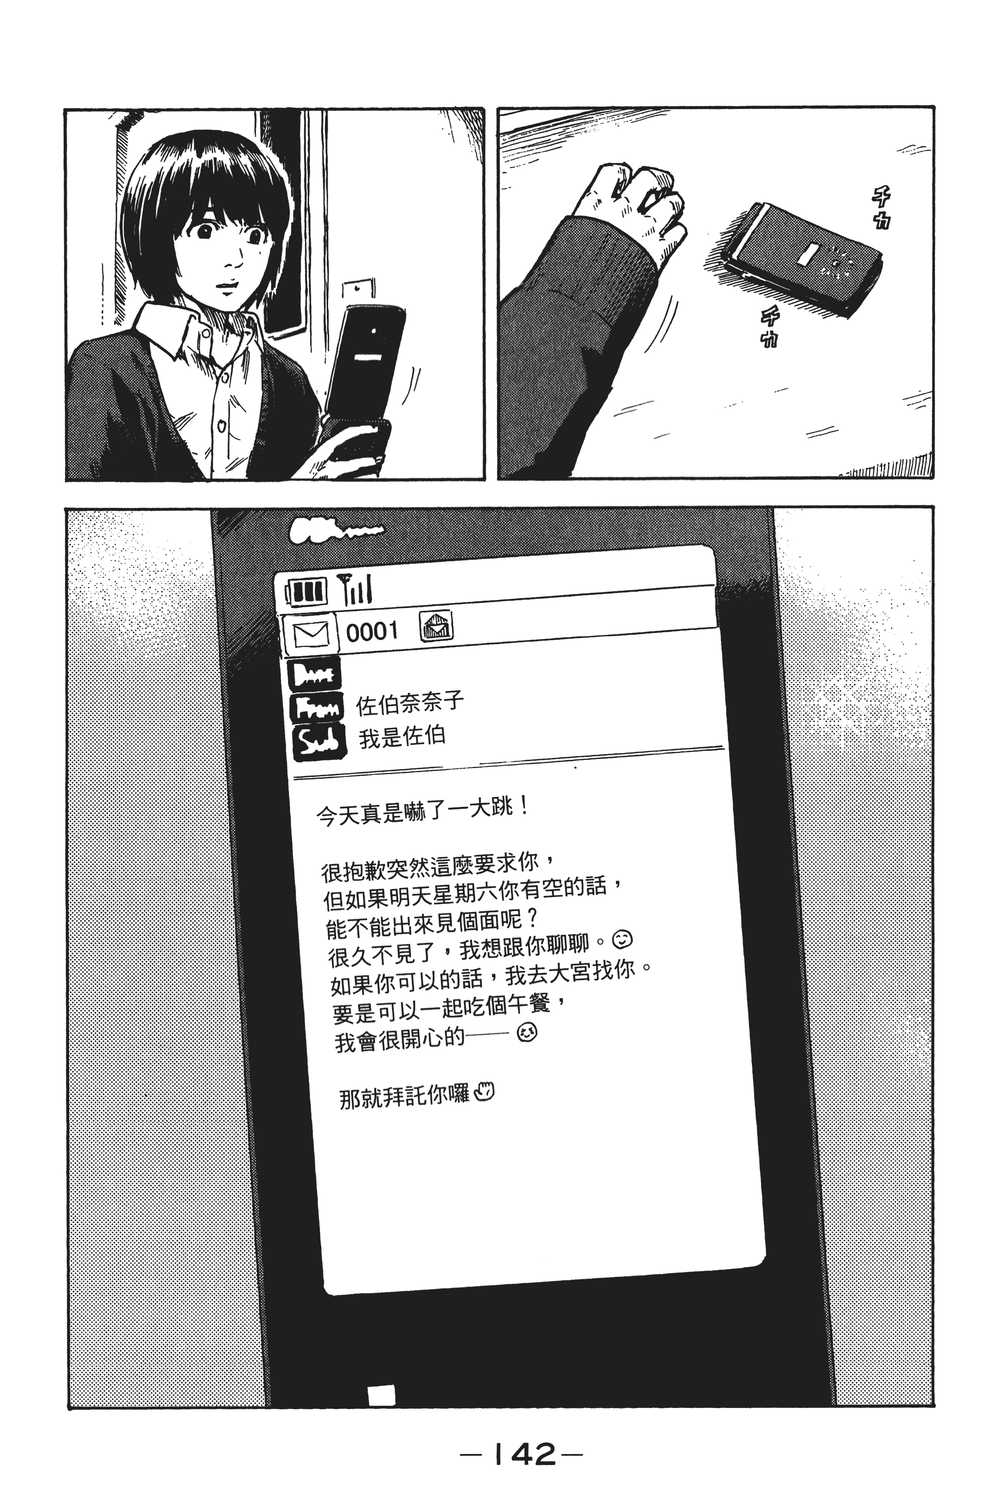 チカ
チカ
0001
Date
From 佐伯奈奈子
Sub 我是佐伯
今天真是嚇了一大跳！
很抱歉突然這麼要求你，
但如果明天星期六你有空的話，
能不能出來見個面呢？
很久不見了，我想跟你聊聊。
如果你可以的話，我去大宮找你。
要是可以一起吃個午餐，
我會很開心的——
那就拜託你囉
—142—